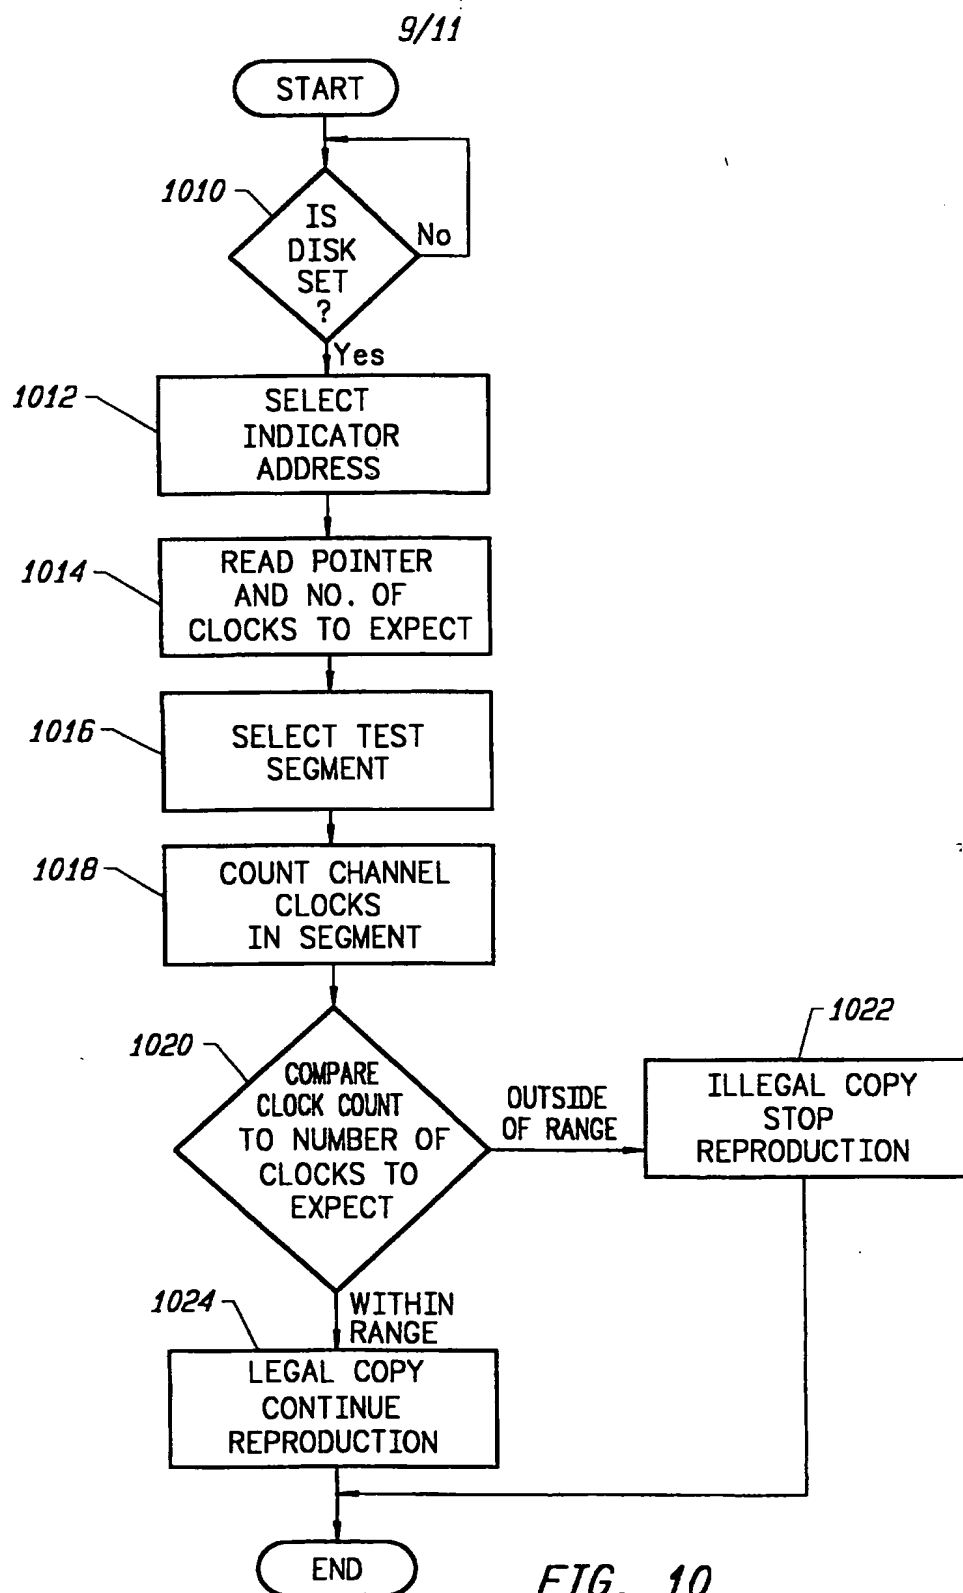 9/11
START
1010
IS
DISK
SET
?
No
Yes
1012
SELECT
INDICATOR
ADDRESS
1014
READ POINTER
AND NO. OF
CLOCKS TO EXPECT
1016
SELECT TEST
SEGMENT
1018
COUNT CHANNEL
CLOCKS
IN SEGMENT
1020
COMPARE
CLOCK COUNT
TO NUMBER OF
CLOCKS TO
EXPECT
OUTSIDE
OF RANGE
1022
ILLEGAL COPY
STOP
REPRODUCTION
WITHIN
RANGE
1024
LEGAL COPY
CONTINUE
REPRODUCTION
END
FIG. 10